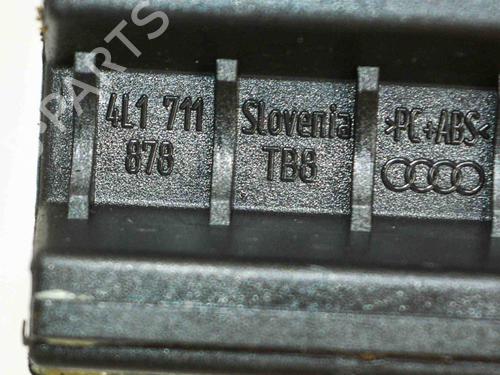 4L1 711
878
Slovenia
TB8
>PC+ABS<
PARTS